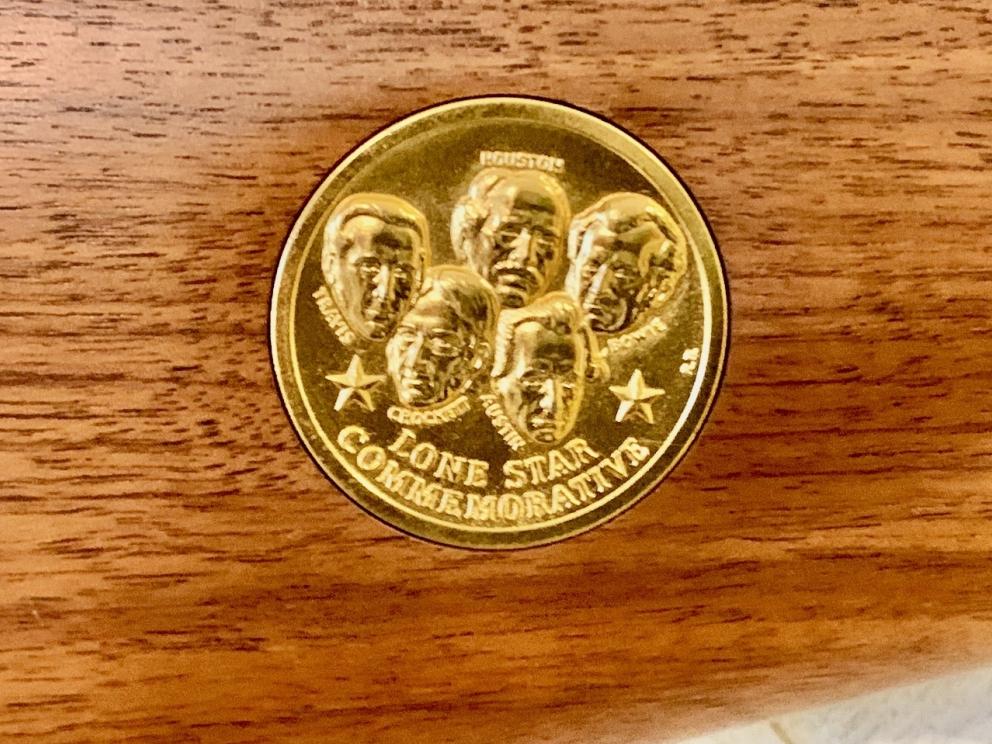 HOUSTON
TRAVIS
BOWIE
CROCKETT
AUSTIN
LONE STAR
COMMEMORATIVE